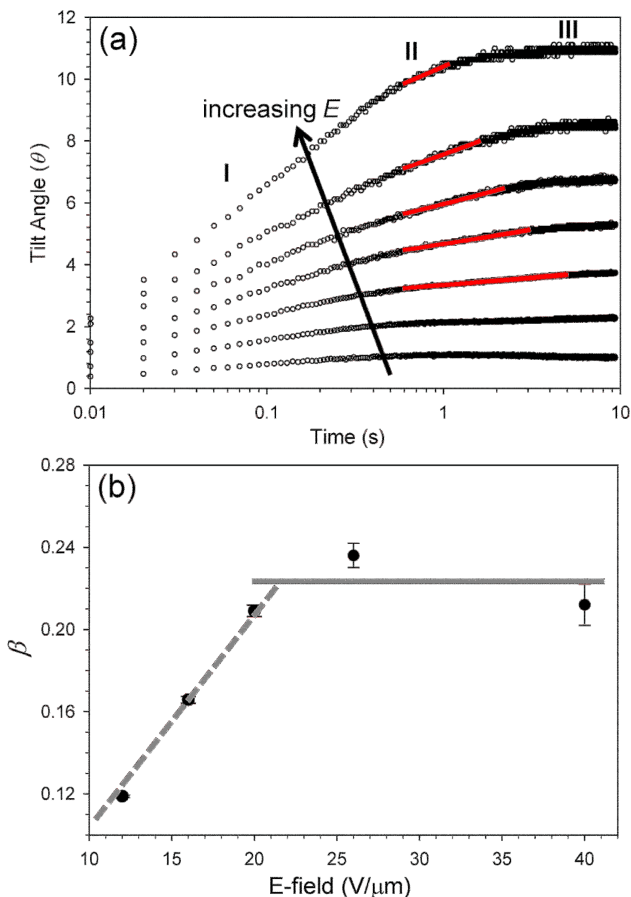 (a)
II
III
increasing E
I
12
10
8
6
4
2
0
Tilt Angle (θ)
0.01
0.1
1
10
Time (s)
(b)
0.28
0.24
0.20
0.16
0.12
β
10
15
20
25
30
35
40
E-field (V/μm)